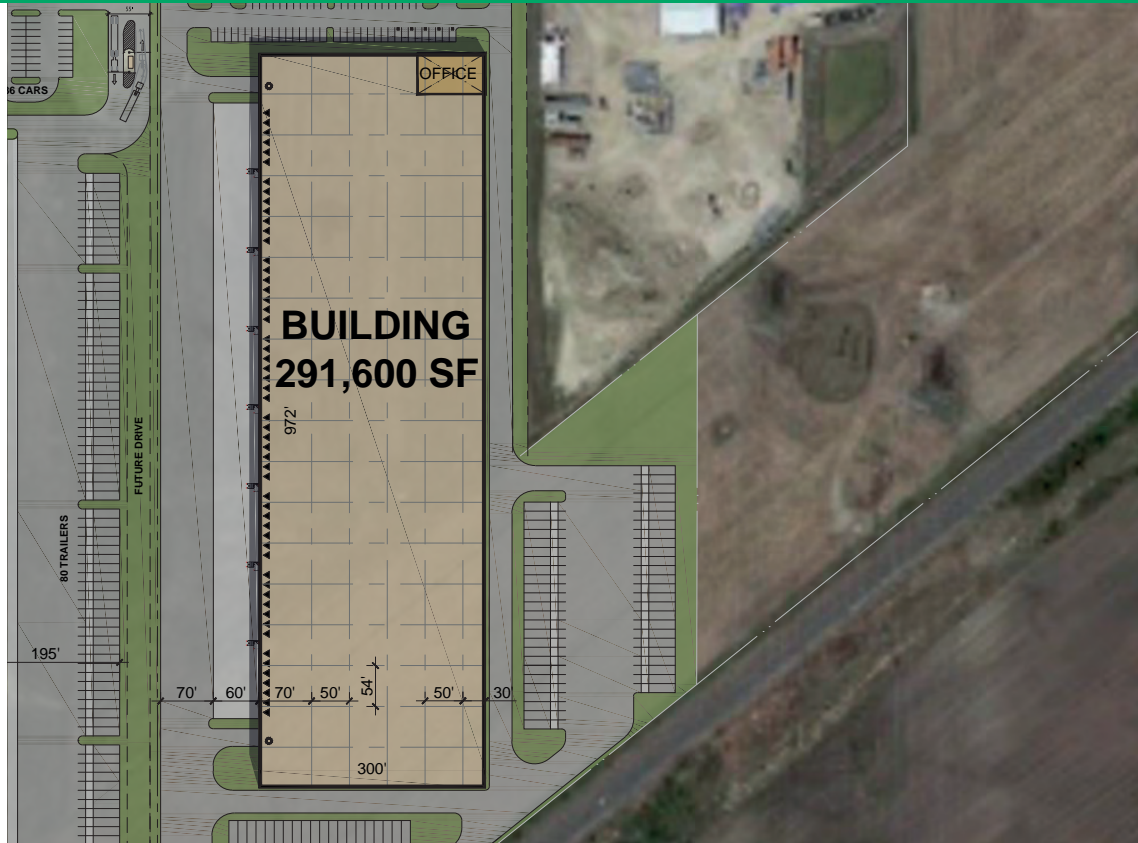 55'
OFFICE
36 CARS
BUILDING
291,600 SF
972'
FUTURE DRIVE
80 TRAILERS
195'
70'
60'
70'
50'
54'
50'
30'
300'